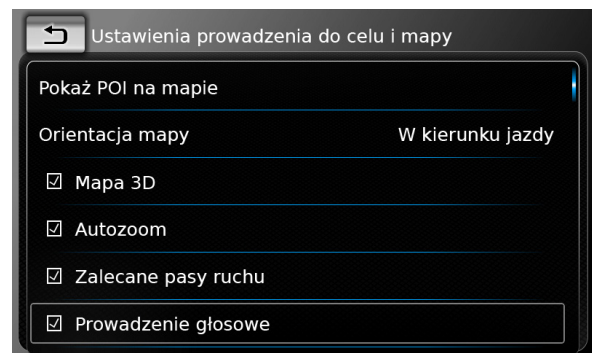 Ustawienia prowadzenia do celu i mapy
Pokaż POI na mapie
Orientacja mapy W kierunku jazdy
Mapa 3D
Autozoom
Zalecane pasy ruchu
Prowadzenie głosowe